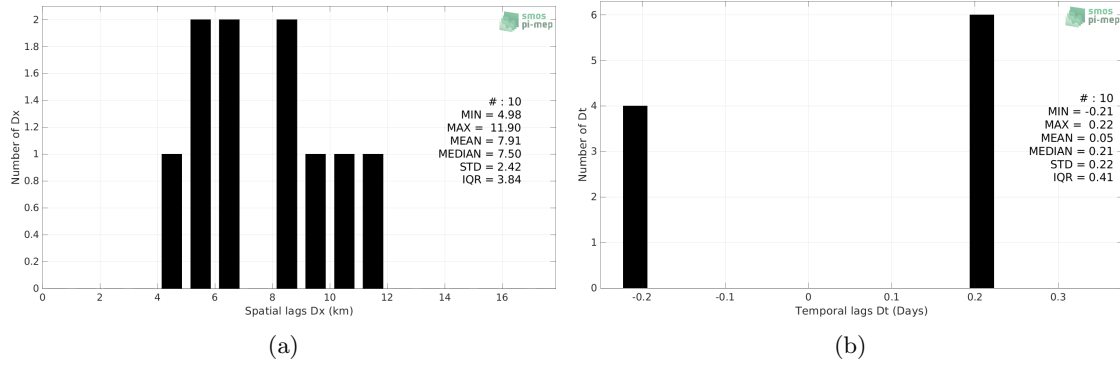 2
1.8
1.6
1.4
1.2
1
0.8
0.6
0.4
0.2
0
Number of Dx
0 2 4 6 8 10 12 14 16
Spatial lags Dx (km)
smos
pi-mep
# : 10
MIN = 4.98
MAX = 11.90
MEAN = 7.91
MEDIAN = 7.50
STD = 2.42
IQR = 3.84
(a)
6
5
4
3
2
1
0
Number of Dt
-0.2 -0.1 0 0.1 0.2 0.3
Temporal lags Dt (Days)
smos
pi-mep
# : 10
MIN = -0.21
MAX = 0.22
MEAN = 0.05
MEDIAN = 0.21
STD = 0.22
IQR = 0.41
(b)